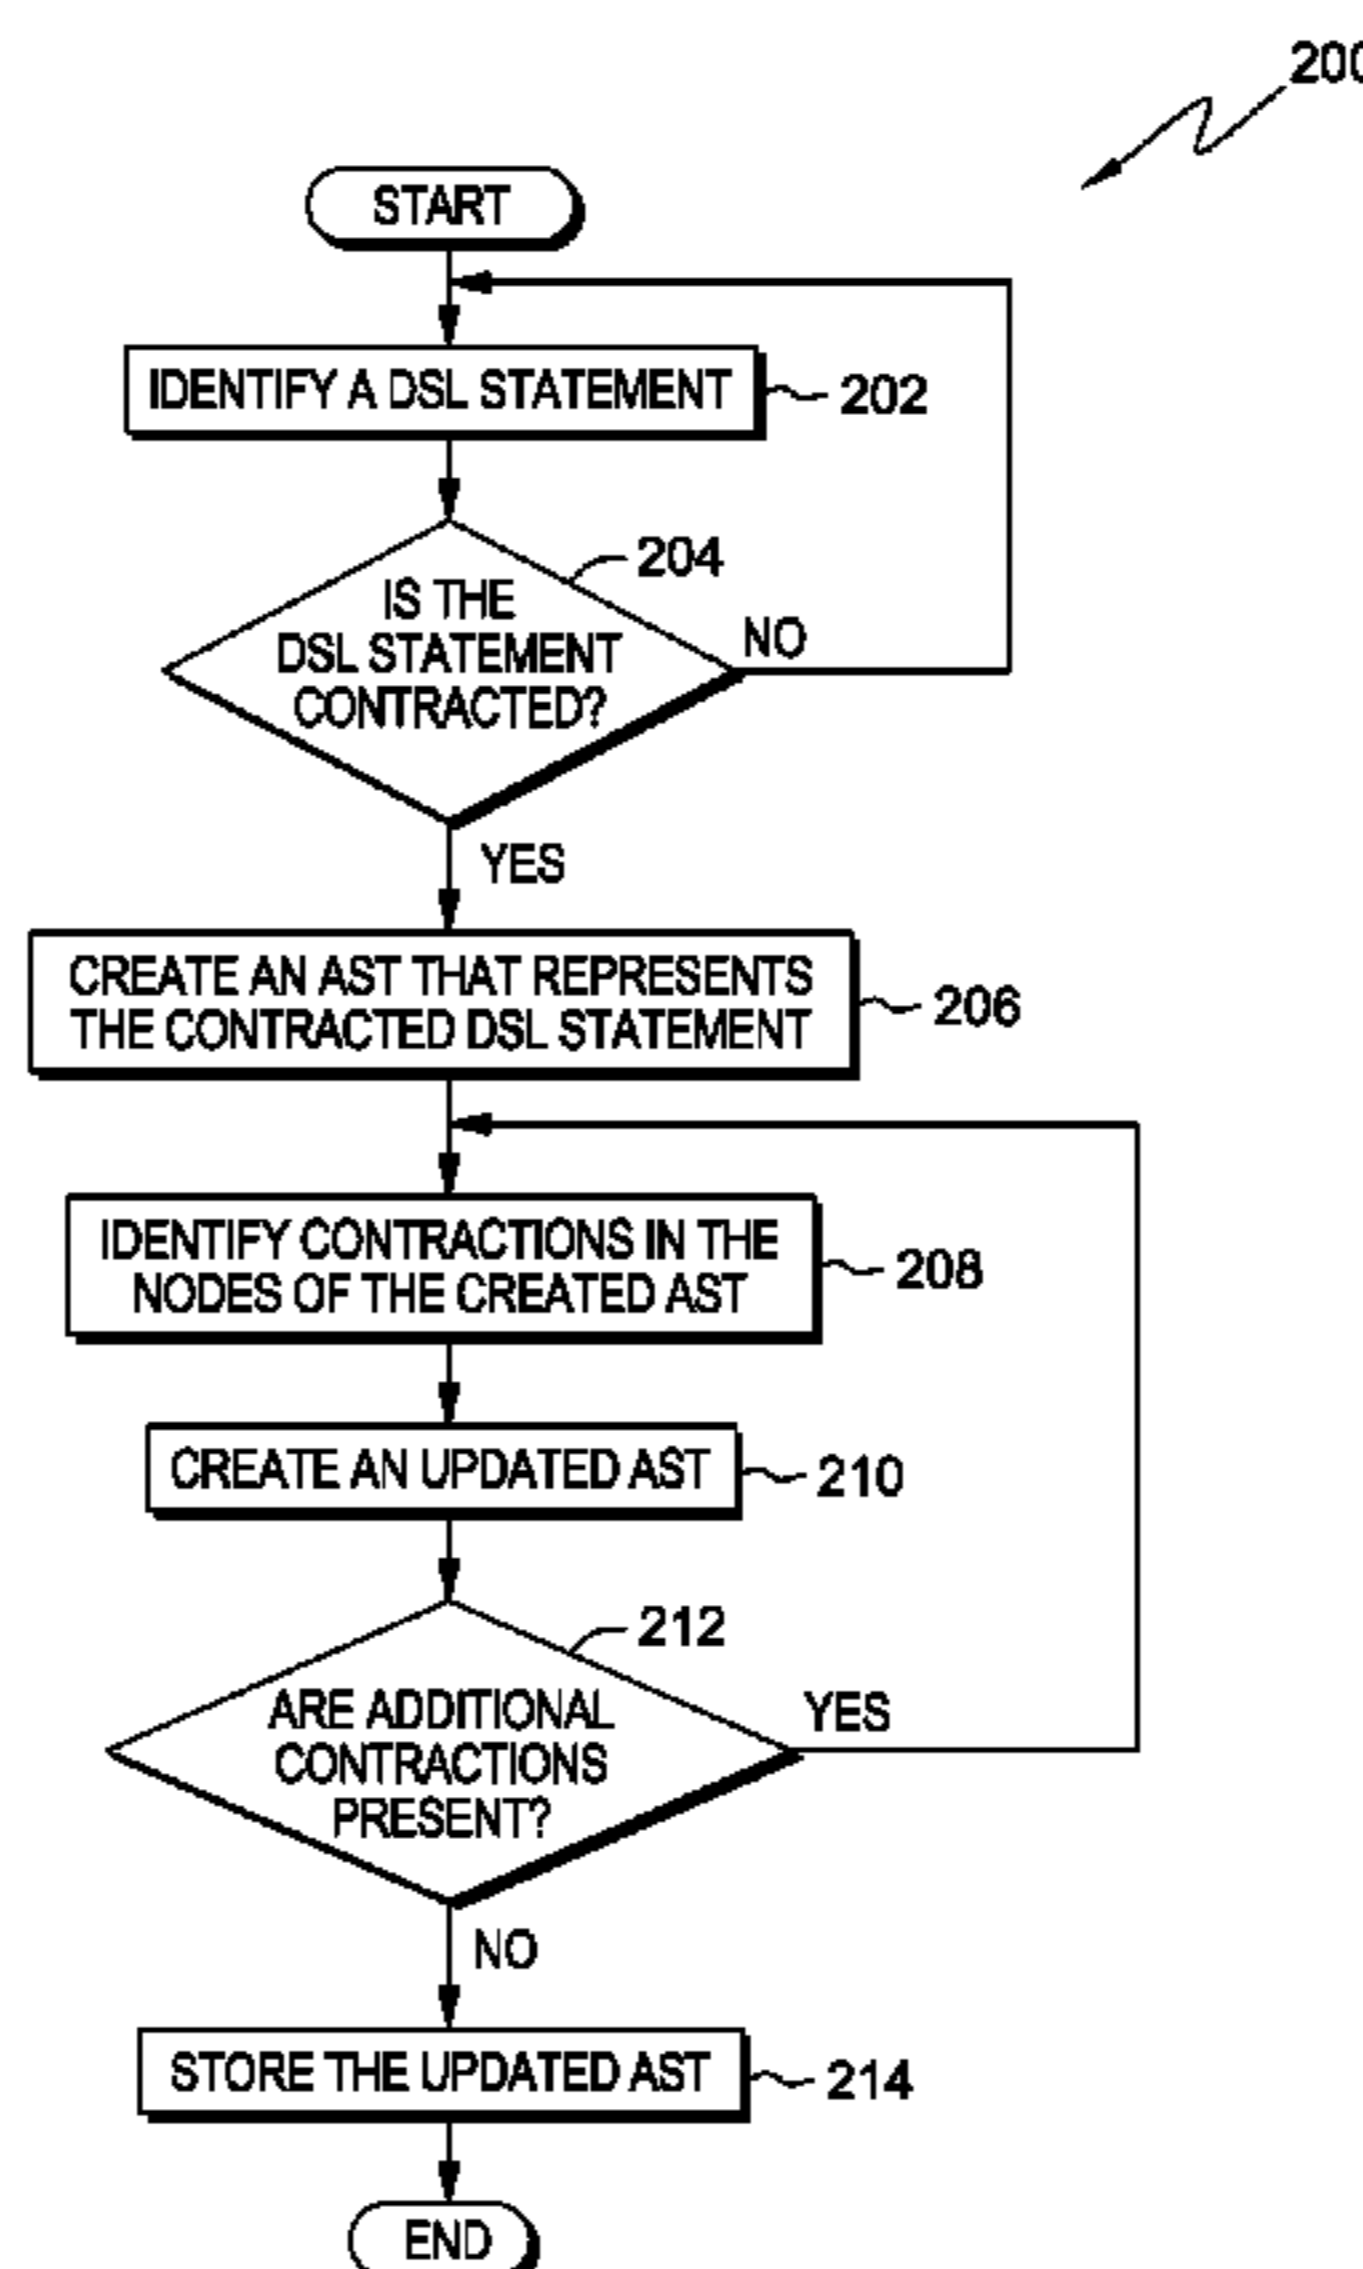 200
START
IDENTIFY A DSL STATEMENT
202
204
IS THE
DSL STATEMENT
CONTRACTED?
NO
YES
CREATE AN AST THAT REPRESENTS
THE CONTRACTED DSL STATEMENT
206
IDENTIFY CONTRACTIONS IN THE
NODES OF THE CREATED AST
208
CREATE AN UPDATED AST
210
212
ARE ADDITIONAL
CONTRACTIONS
PRESENT?
YES
NO
STORE THE UPDATED AST
214
END